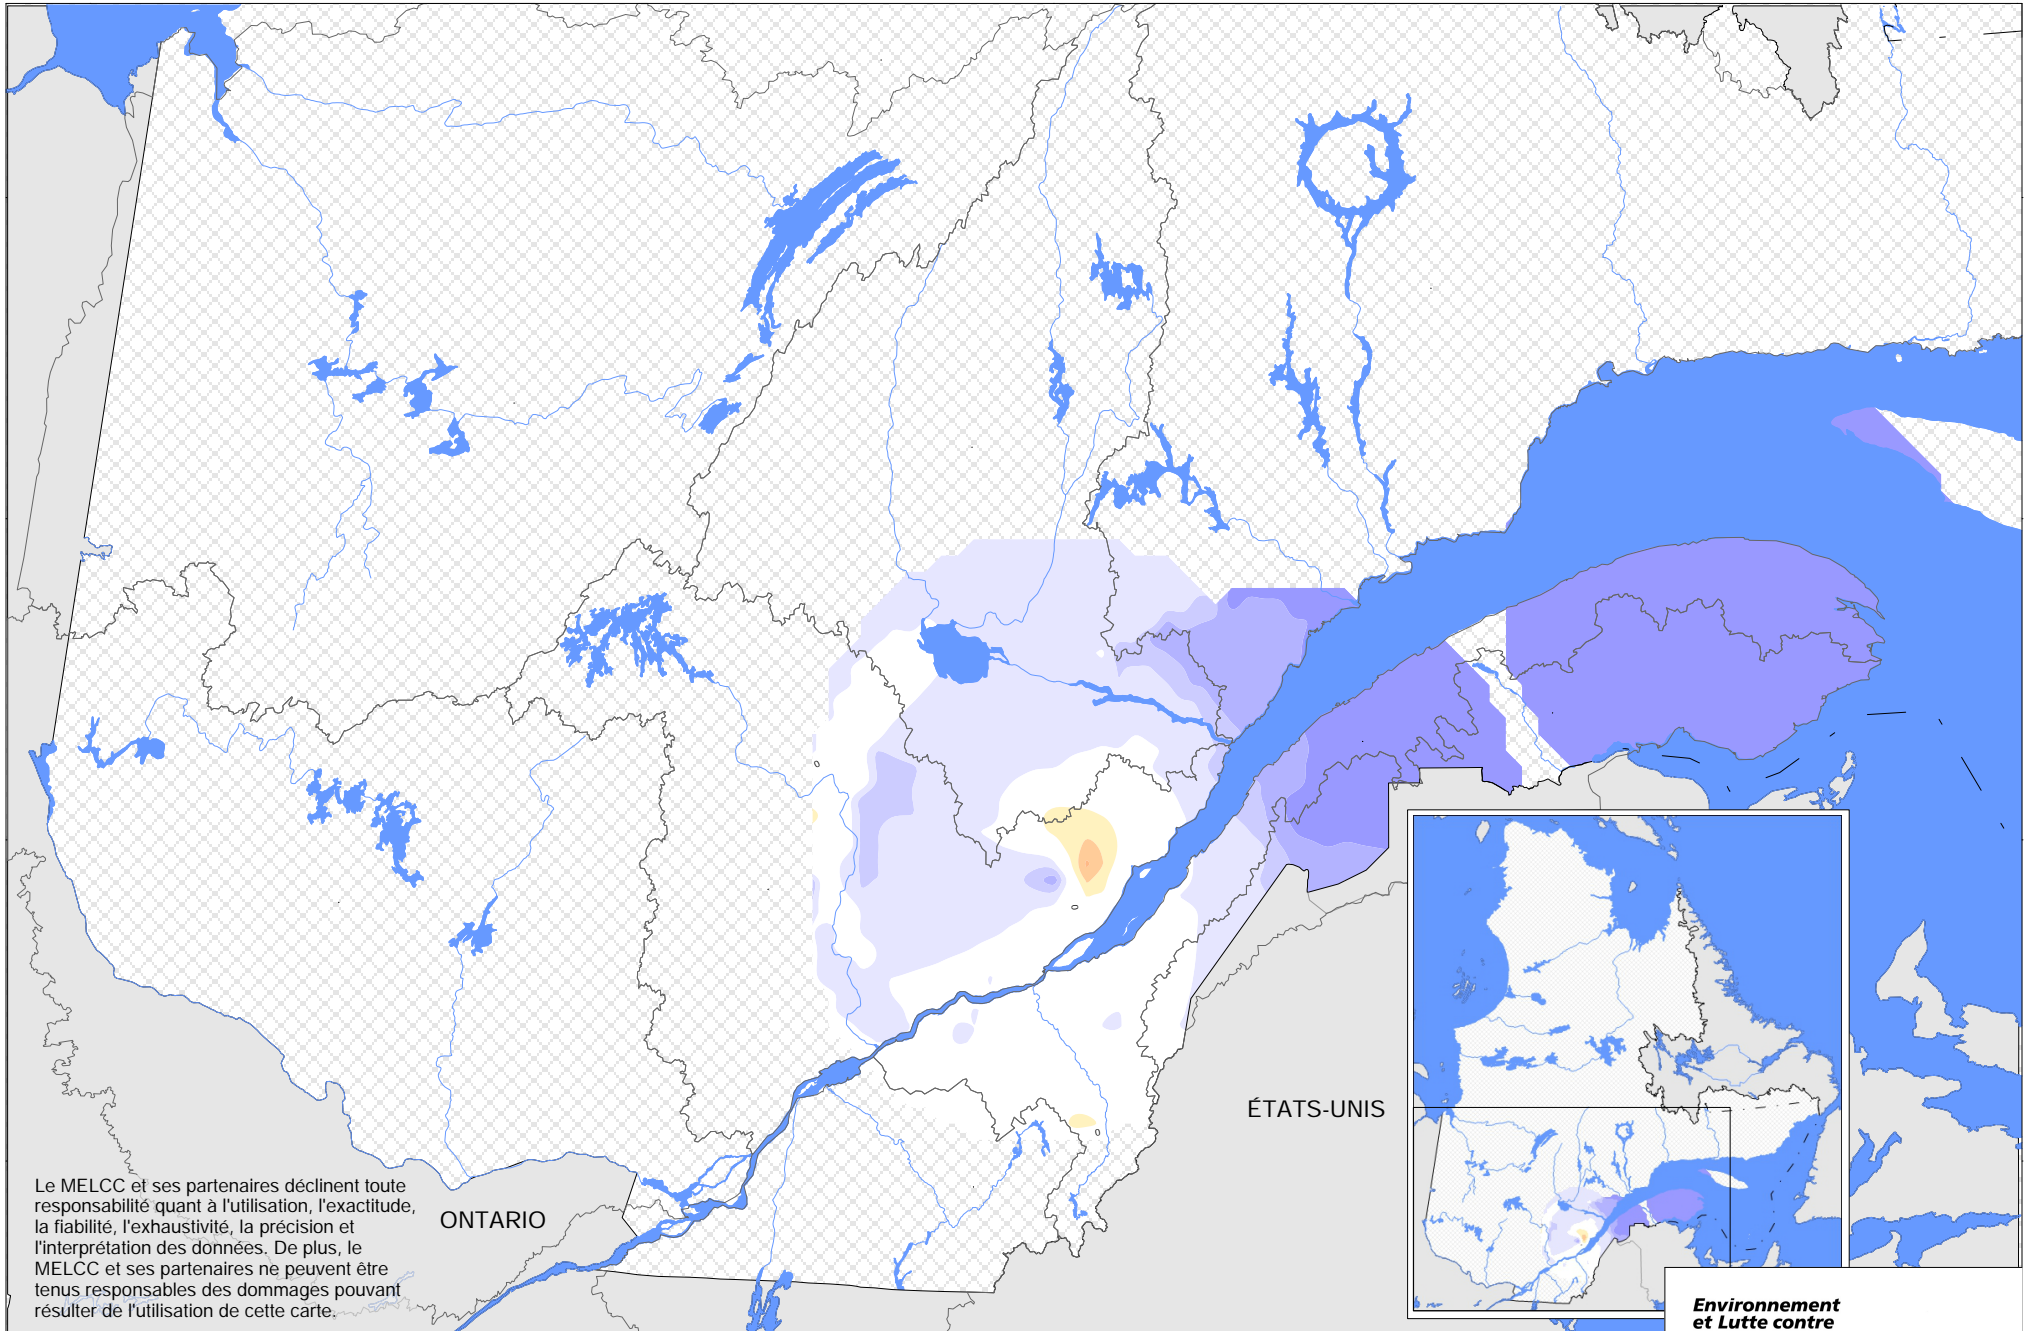 ÉTATS-UNIS
Le MELCC et ses partenaires déclinent toute
responsabilité quant à l'utilisation, l'exactitude,
la fiabilité, l'exhaustivité, la précision et
l'interprétation des données. De plus, le
MELCC et ses partenaires ne peuvent être
tenus responsables des dommages pouvant
résulter de l'utilisation de cette carte.
ONTARIO
Environnement
et Lutte contre